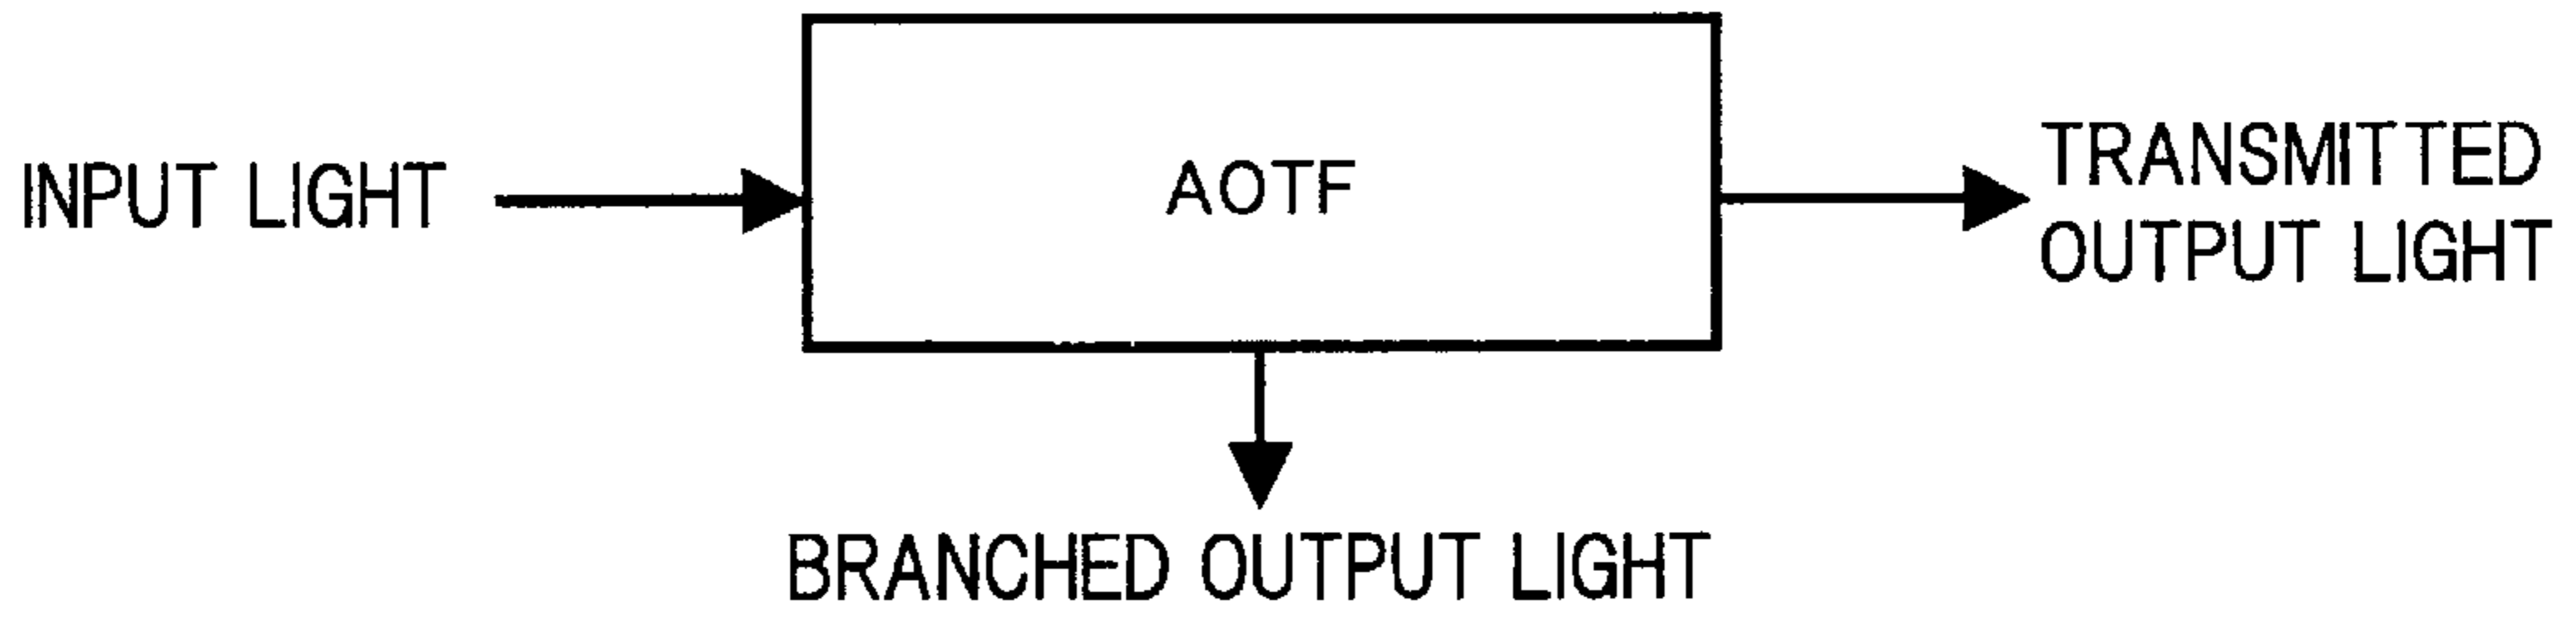 INPUT LIGHT
AOTF
TRANSMITTED
OUTPUT LIGHT
BRANCHED OUTPUT LIGHT